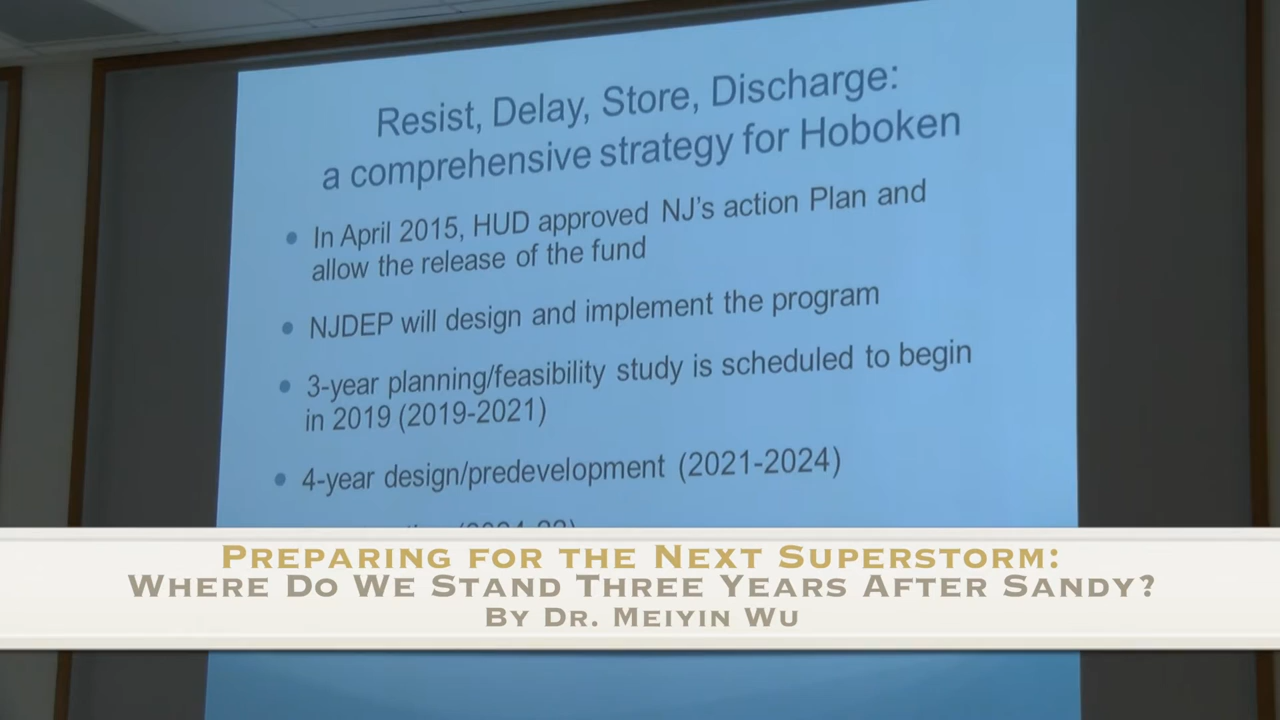 Resist, Delay, Store, Discharge:
a comprehensive strategy for Hoboken
• In April 2015, HUD approved NJ's action Plan and
allow the release of the fund
• NJDEP will design and implement the program
• 3-year planning/feasibility study is scheduled to begin
in 2019 (2019-2021)
• 4-year design/predevelopment (2021-2024)
Preparing for the Next Superstorm:
Where Do We Stand Three Years After Sandy?
By Dr. Meiyin Wu